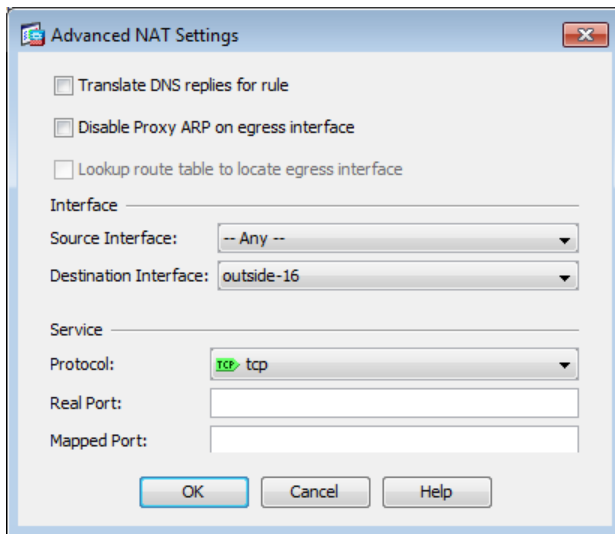 Advanced NAT Settings
Translate DNS replies for rule
Disable Proxy ARP on egress interface
Lookup route table to locate egress interface
Interface
Source Interface: -- Any --
Destination Interface: outside-16
Service
Protocol: TCP tcp
Real Port:
Mapped Port:
OK Cancel Help